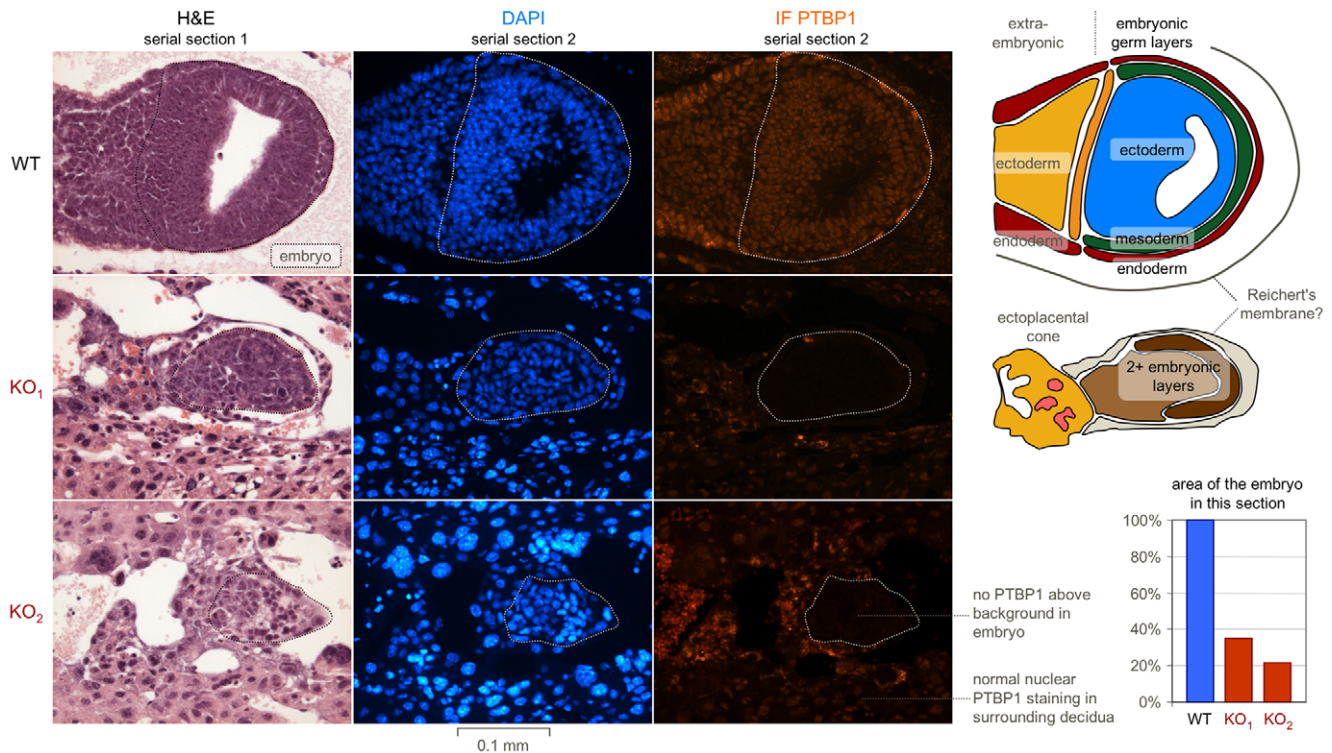 H&E
serial section 1
DAPI
serial section 2
IF PTBP1
serial section 2
extra-
embryonic
embryonic
germ layers
WT
embryo
ectoderm
ectoderm
endoderm
mesoderm
endoderm
Reichert's
membrane?
KO1
ectoplacental
cone
2+ embryonic
layers
KO2
no PTBP1 above
background in
embryo
normal nuclear
PTBP1 staining in
surrounding decidua
0.1 mm
area of the embryo
in this section
100%
80%
60%
40%
20%
0%
WT
KO1
KO2